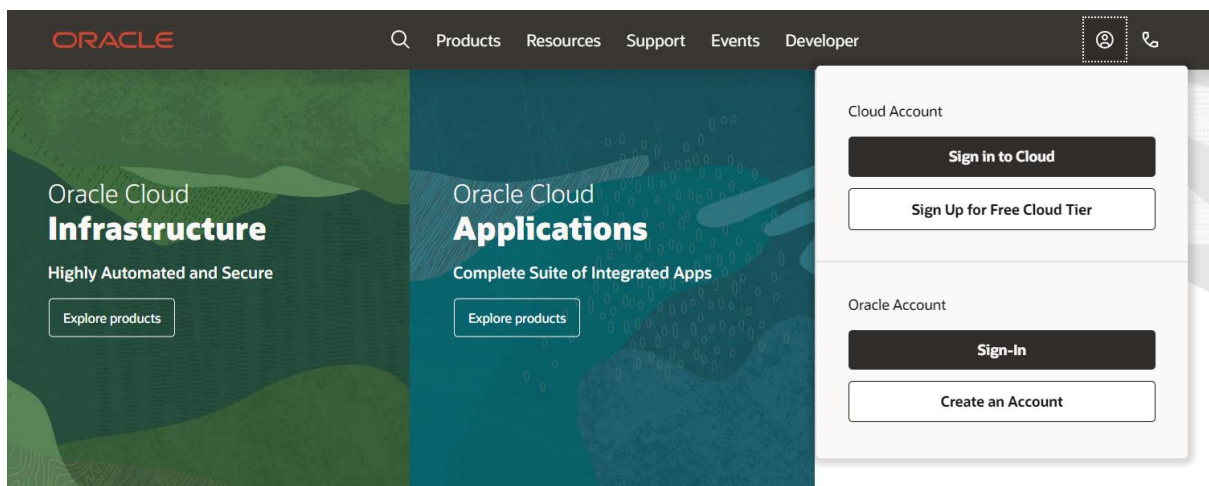 ORACLE
Products Resources Support Events Developer
Oracle Cloud
Infrastructure
Highly Automated and Secure
Explore products
Oracle Cloud
Applications
Complete Suite of Integrated Apps
Explore products
Cloud Account
Sign in to Cloud
Sign Up for Free Cloud Tier
Oracle Account
Sign-In
Create an Account